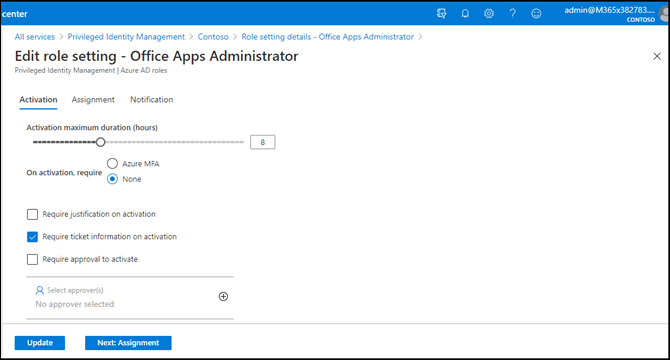 center
admin@M365x382783....
CONTOSO
All services > Privileged Identity Management > Contoso > Role setting details - Office Apps Administrator >
Edit role setting - Office Apps Administrator
Privileged Identity Management | Azure AD roles
Activation Assignment Notification
Activation maximum duration (hours)
8
On activation, require
Azure MFA
None
Require justification on activation
Require ticket information on activation
Require approval to activate
Select approver(s)
No approver selected
Update Next: Assignment